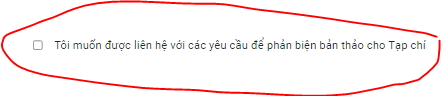 Tôi muốn được liên hệ với các yêu cầu để phản biện bản thảo cho Tạp chí